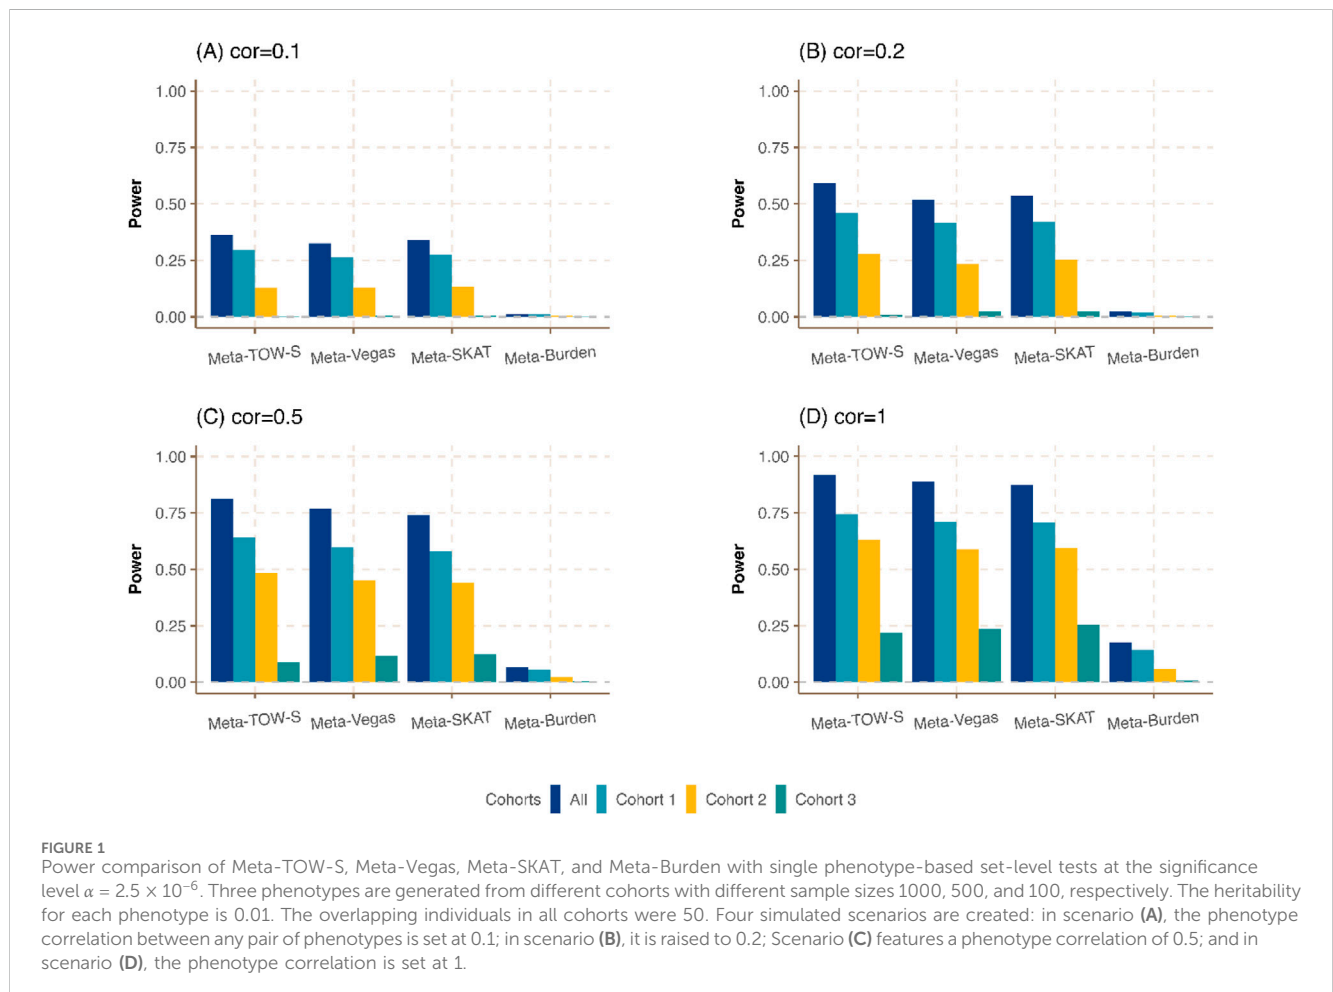 (A) cor=0.1
1.00
0.75
0.50
0.25
0.00
Power
Meta-TOW-S
Meta-Vegas
Meta-SKAT
Meta-Burden
(B) cor=0.2
1.00
0.75
0.50
0.25
0.00
Power
Meta-TOW-S
Meta-Vegas
Meta-SKAT
Meta-Burden
(C) cor=0.5
1.00
0.75
0.50
0.25
0.00
Power
Meta-TOW-S
Meta-Vegas
Meta-SKAT
Meta-Burden
(D) cor=1
1.00
0.75
0.50
0.25
0.00
Power
Meta-TOW-S
Meta-Vegas
Meta-SKAT
Meta-Burden
Cohorts All Cohort 1 Cohort 2 Cohort 3
FIGURE 1
Power comparison of Meta-TOW-S, Meta-Vegas, Meta-SKAT, and Meta-Burden with single phenotype-based set-level tests at the significance
level α = 2.5 × 10⁻⁶. Three phenotypes are generated from different cohorts with different sample sizes 1000, 500, and 100, respectively. The heritability
for each phenotype is 0.01. The overlapping individuals in all cohorts were 50. Four simulated scenarios are created: in scenario (A), the phenotype
correlation between any pair of phenotypes is set at 0.1; in scenario (B), it is raised to 0.2; Scenario (C) features a phenotype correlation of 0.5; and in
scenario (D), the phenotype correlation is set at 1.